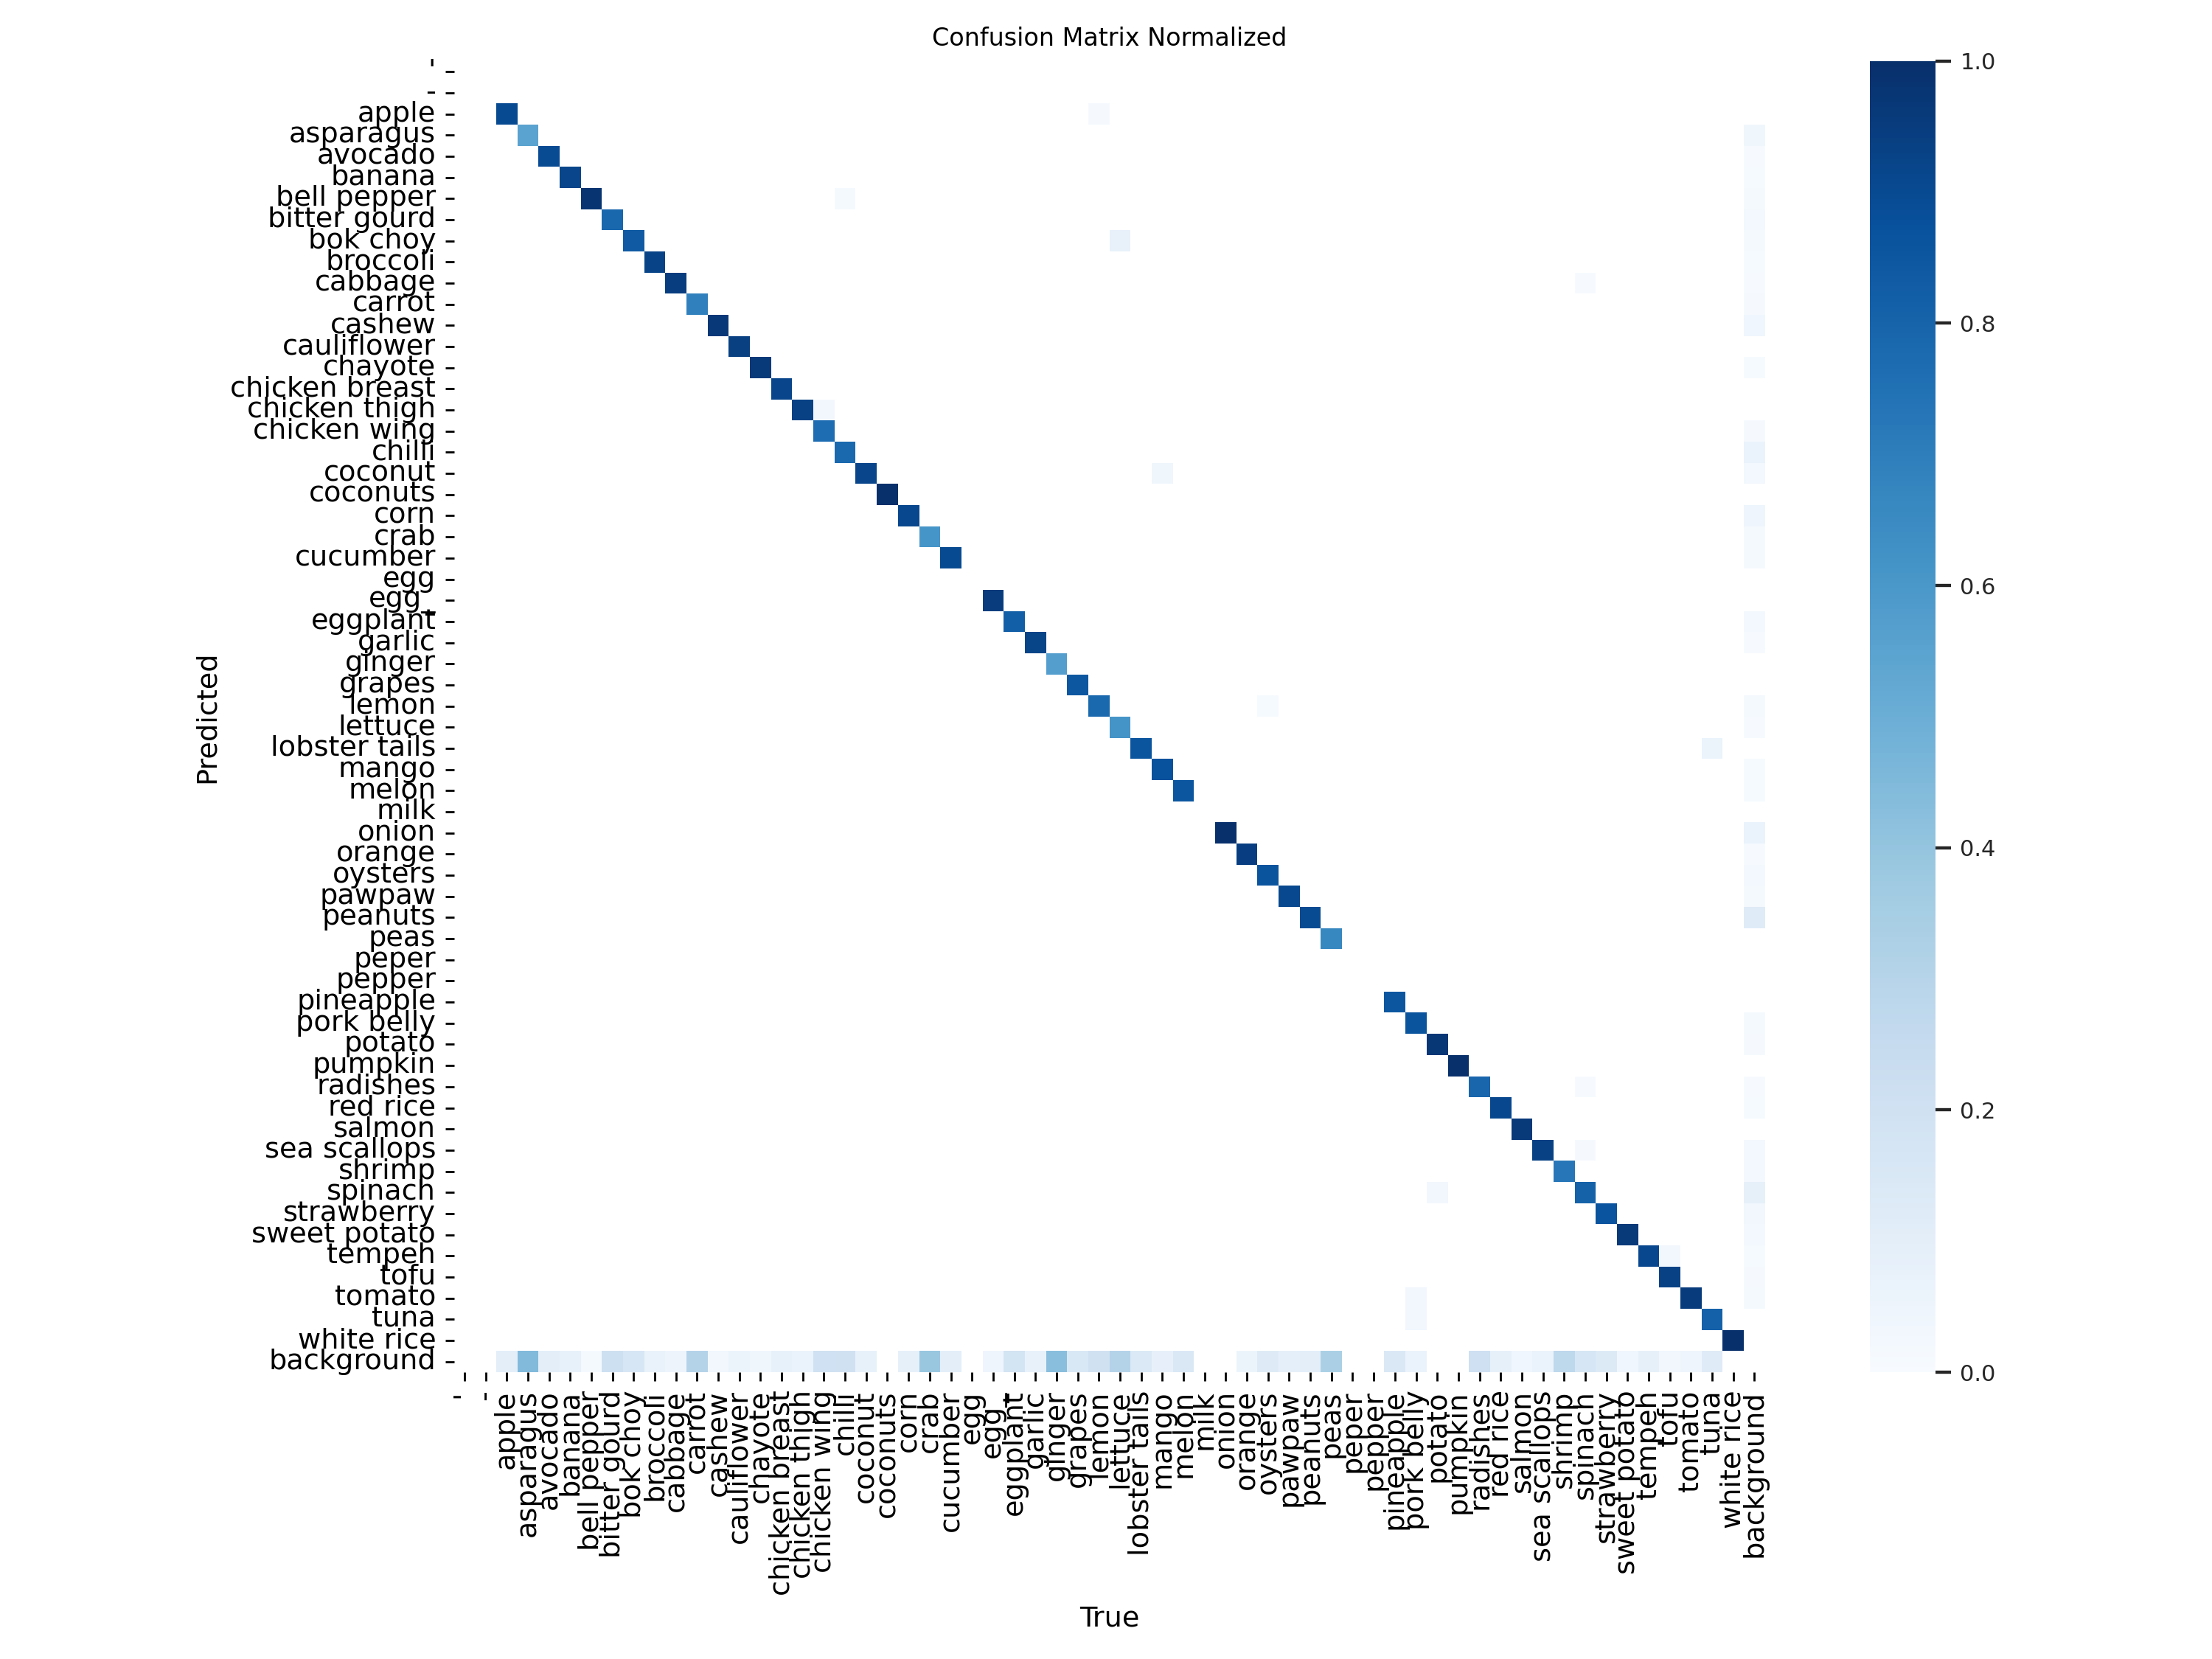 Confusion Matrix Normalized
Predicted
'
-
apple
asparagus
avocado
banana
bell pepper
bitter gourd
bok choy
broccoli
cabbage
carrot
cashew
cauliflower
chayote
chicken breast
chicken thigh
chicken wing
chilli
coconut
coconuts
corn
crab
cucumber
egg
egg_
eggplant
garlic
ginger
grapes
lemon
lettuce
lobster tails
mango
melon
milk
onion
orange
oysters
pawpaw
peanuts
peas
peper
pepper
pineapple
pork belly
potato
pumpkin
radishes
red rice
salmon
sea scallops
shrimp
spinach
strawberry
sweet potato
tempeh
tofu
tomato
tuna
white rice
background
'
-
apple
asparagus
avocado
banana
bell pepper
bitter gourd
bok choy
broccoli
cabbage
carrot
cashew
cauliflower
chayote
chicken breast
chicken thigh
chicken wing
chilli
coconut
coconuts
corn
crab
cucumber
egg
egg_
eggplant
garlic
ginger
grapes
lemon
lettuce
lobster tails
mango
melon
milk
onion
orange
oysters
pawpaw
peanuts
peas
peper
pepper
pineapple
pork belly
potato
pumpkin
radishes
red rice
salmon
sea scallops
shrimp
spinach
strawberry
sweet potato
tempeh
tofu
tomato
tuna
white rice
background
True
1.0
0.8
0.6
0.4
0.2
0.0